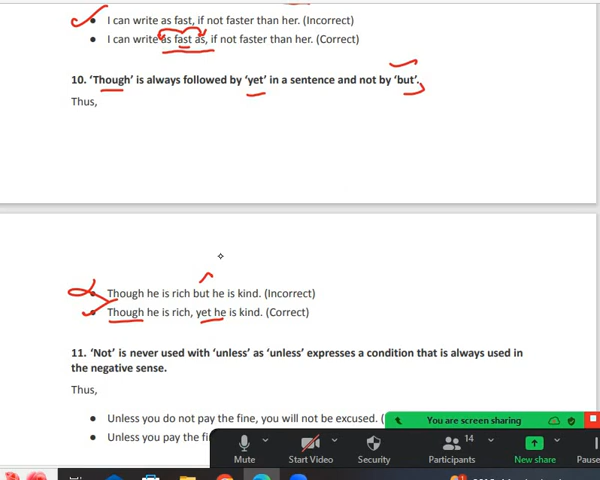 I can write as fast, if not faster than her. (Incorrect)
I can write as fast as, if not faster than her. (Correct)
10. ‘Though’ is always followed by ‘yet’ in a sentence and not by ‘but’.
Thus,
Though he is rich but he is kind. (Incorrect)
Though he is rich, yet he is kind. (Correct)
11. ‘Not’ is never used with ‘unless’ as ‘unless’ expresses a condition that is always used in
the negative sense.
Thus,
Unless you do not pay the fine, you will not be excused. (
You are screen sharing
Unless you pay the fi
14
Mute
Start Video
Security
Participants
New share
Pause